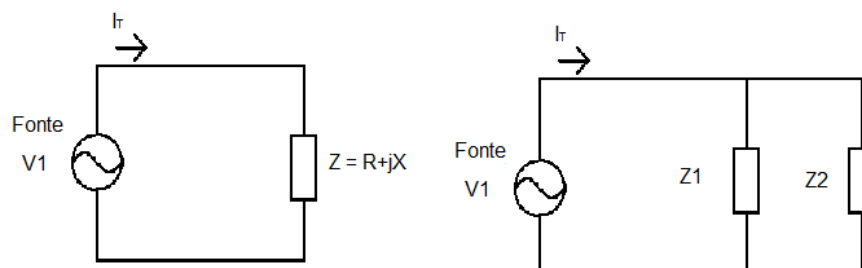 IT
Fonte
V1
Z = R+jX
IT
Fonte
V1
Z1
Z2